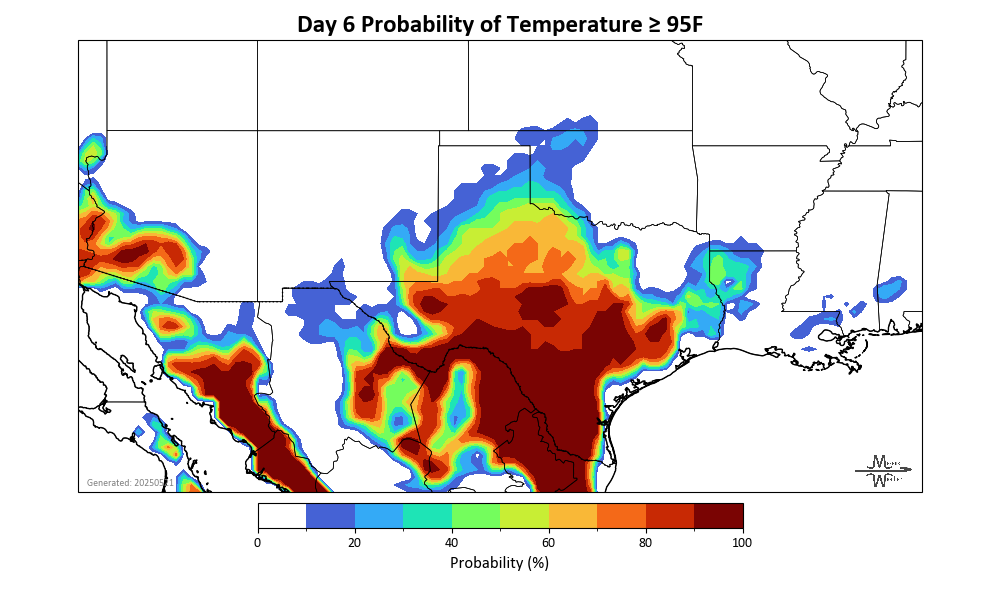 Day 6 Probability of Temperature ≥ 95F
Generated: 20250521
0 20 40 60 80 100
Probability (%)